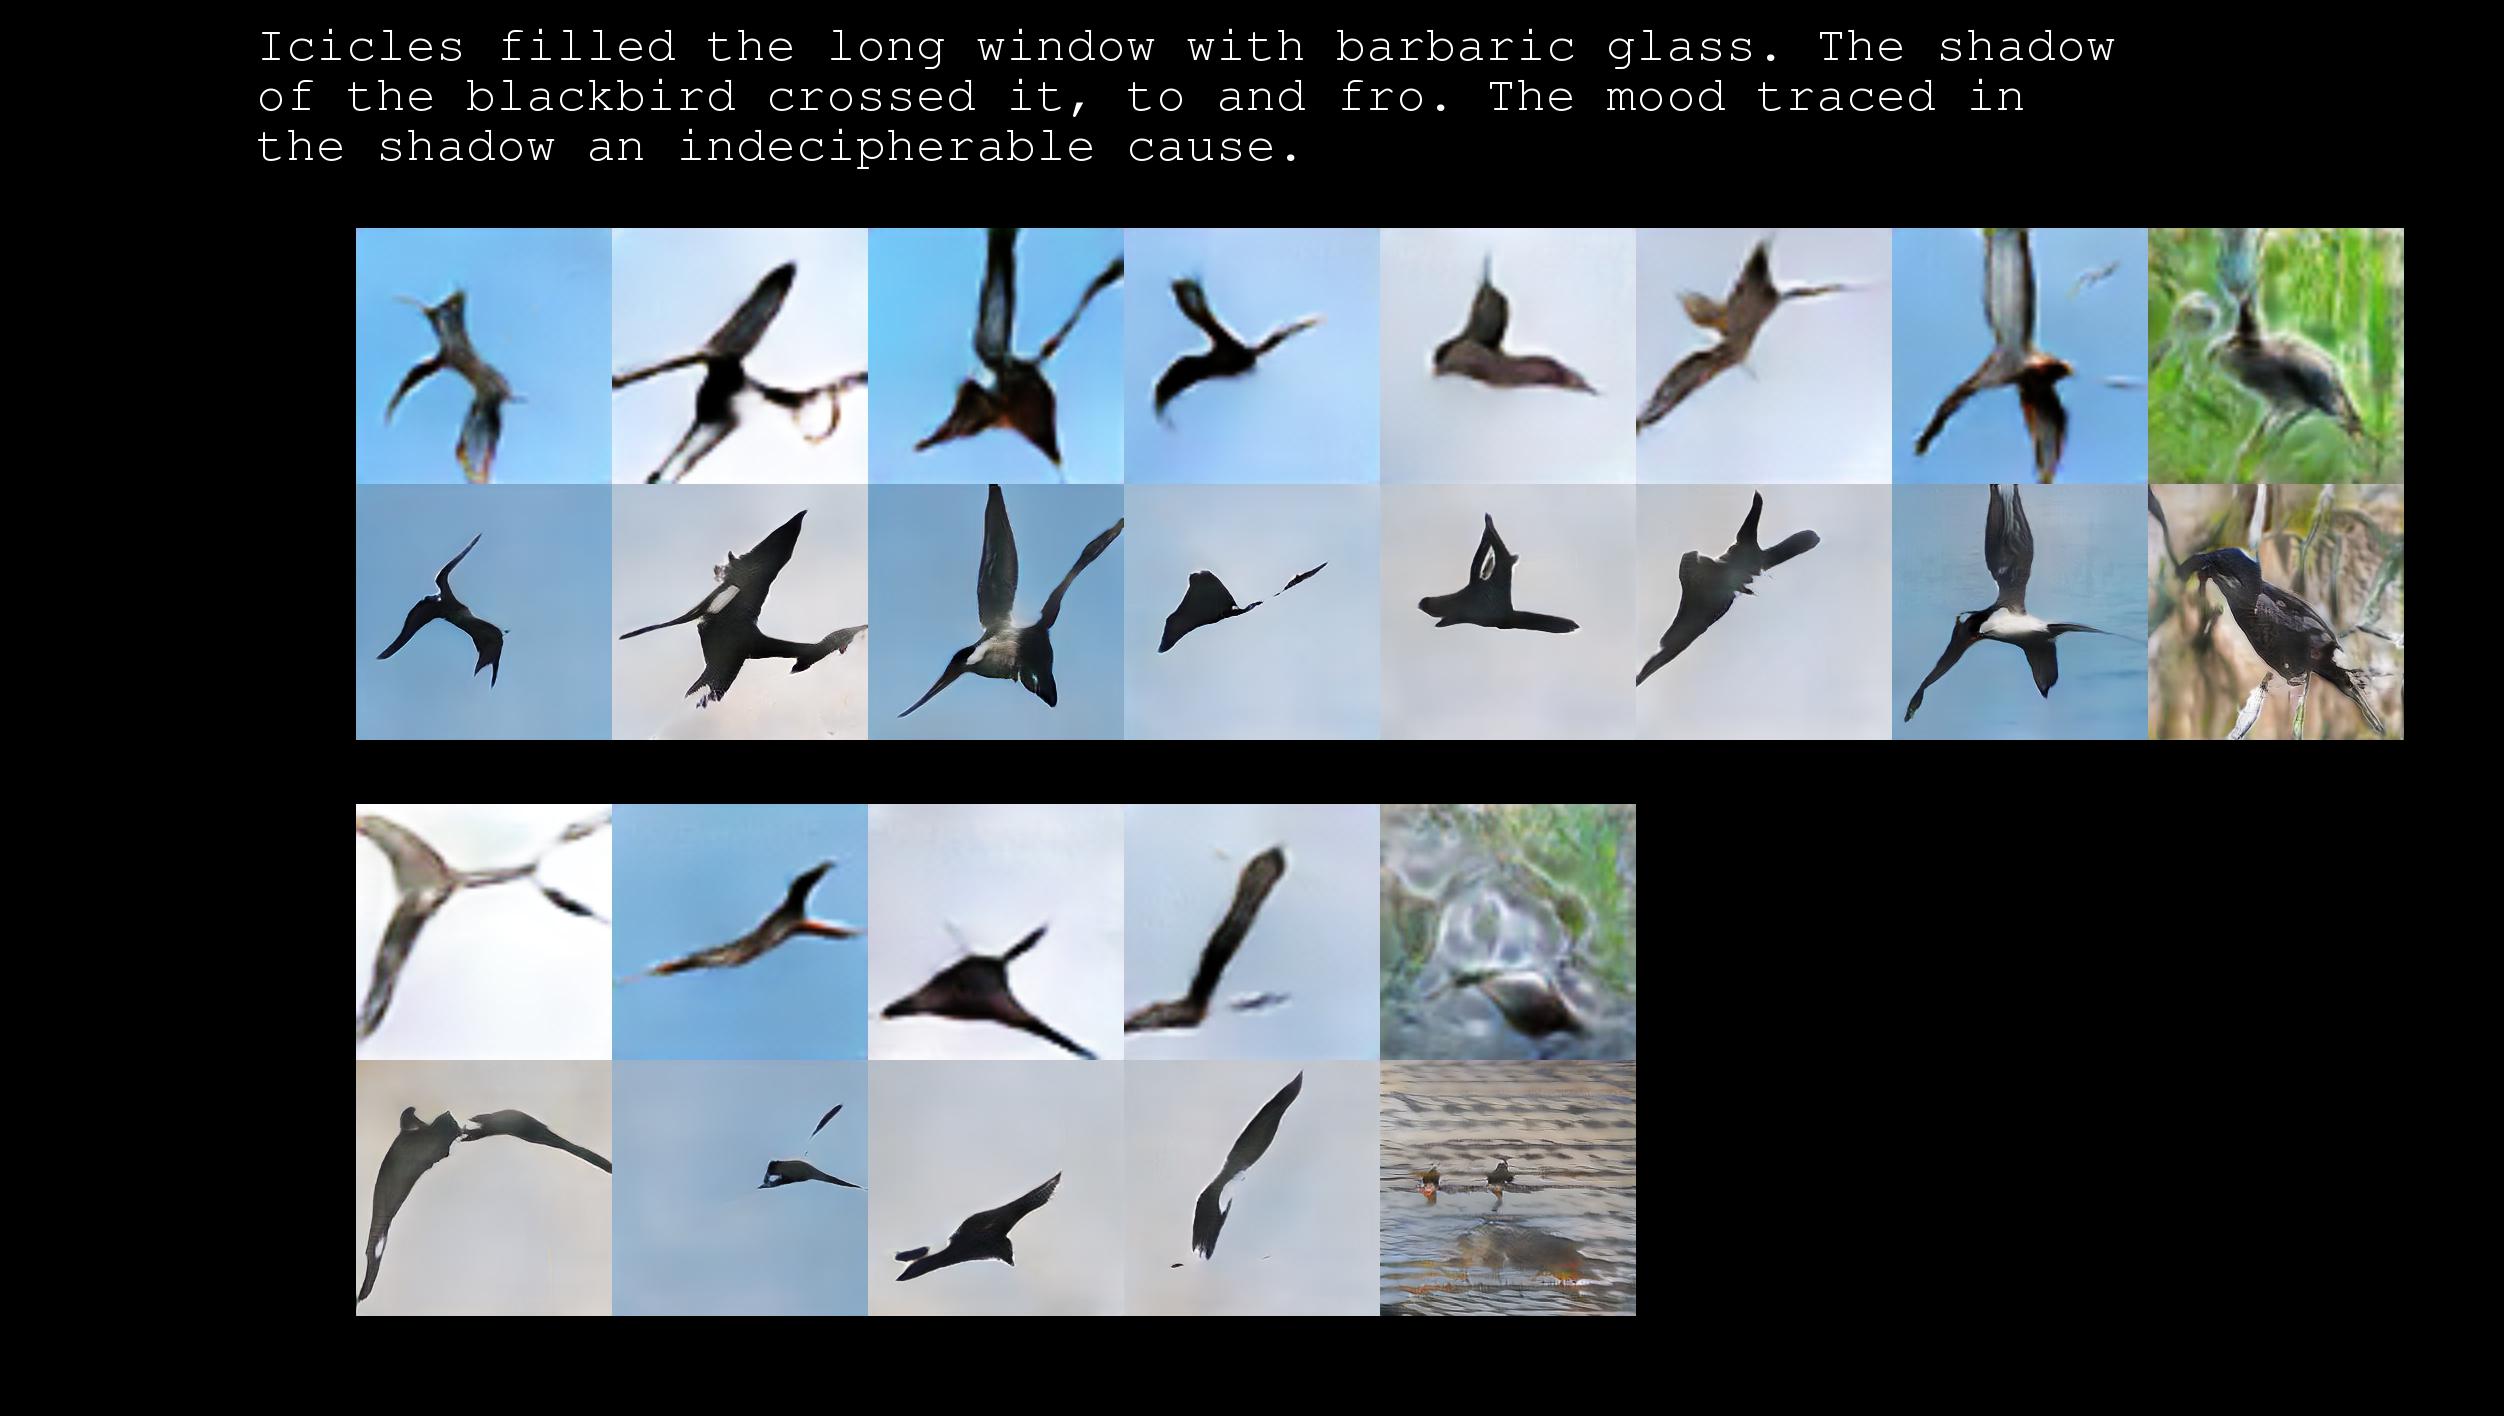 Icicles filled the long window with barbaric glass. The shadow
of the blackbird crossed it, to and fro. The mood traced in
the shadow an indecipherable cause.